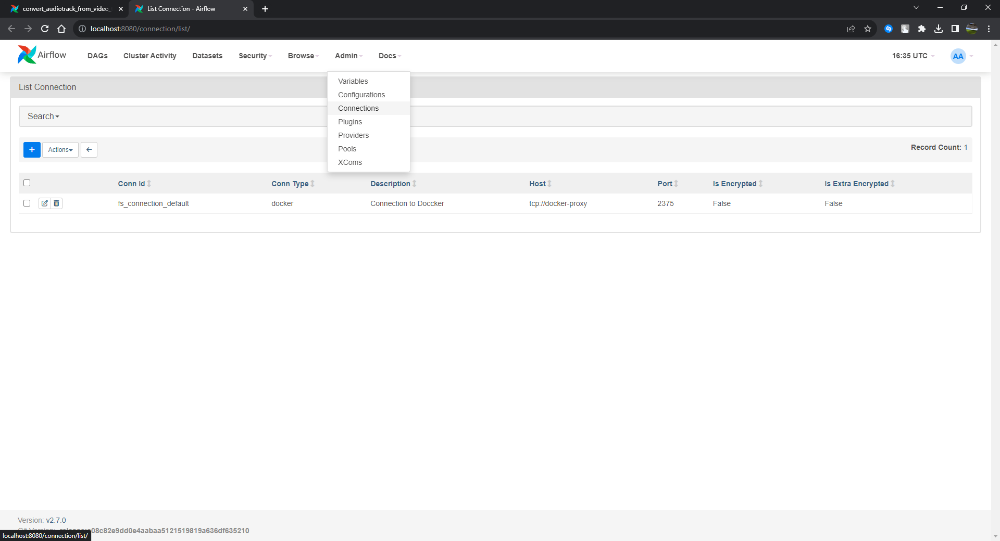 convert_audiotrack_from_video_
List Connection - Airflow
localhost:8080/connection/list/
Airflow
DAGs
Cluster Activity
Datasets
Security
Browse
Admin
Docs
16:35 UTC
AA
List Connection
Variables
Configurations
Connections
Plugins
Providers
Pools
XComs
Search
+ Actions
Record Count: 1
Conn Id Conn Type Description Host Port Is Encrypted Is Extra Encrypted
fs_connection_default docker Connection to Doccker tcp://docker-proxy 2375 False False
Version: v2.7.0
08c82e9dd0e4aabaa5121519819a636df635210
localhost:8080/connection/list/